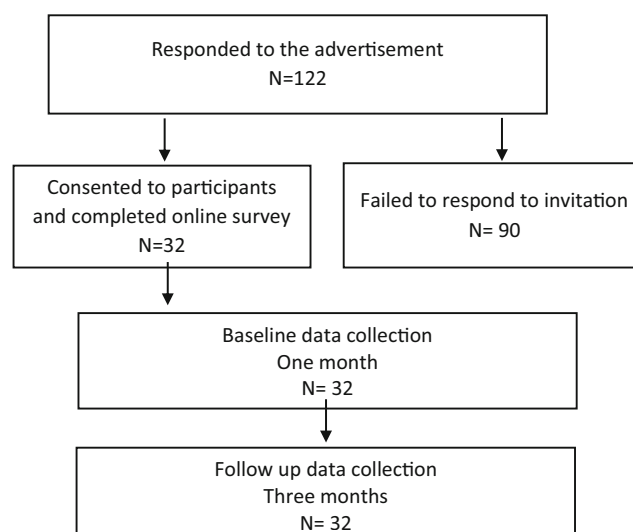 Responded to the advertisement
N=122
Consented to participants
and completed online survey
N=32
Failed to respond to invitation
N= 90
Baseline data collection
One month
N= 32
Follow up data collection
Three months
N= 32